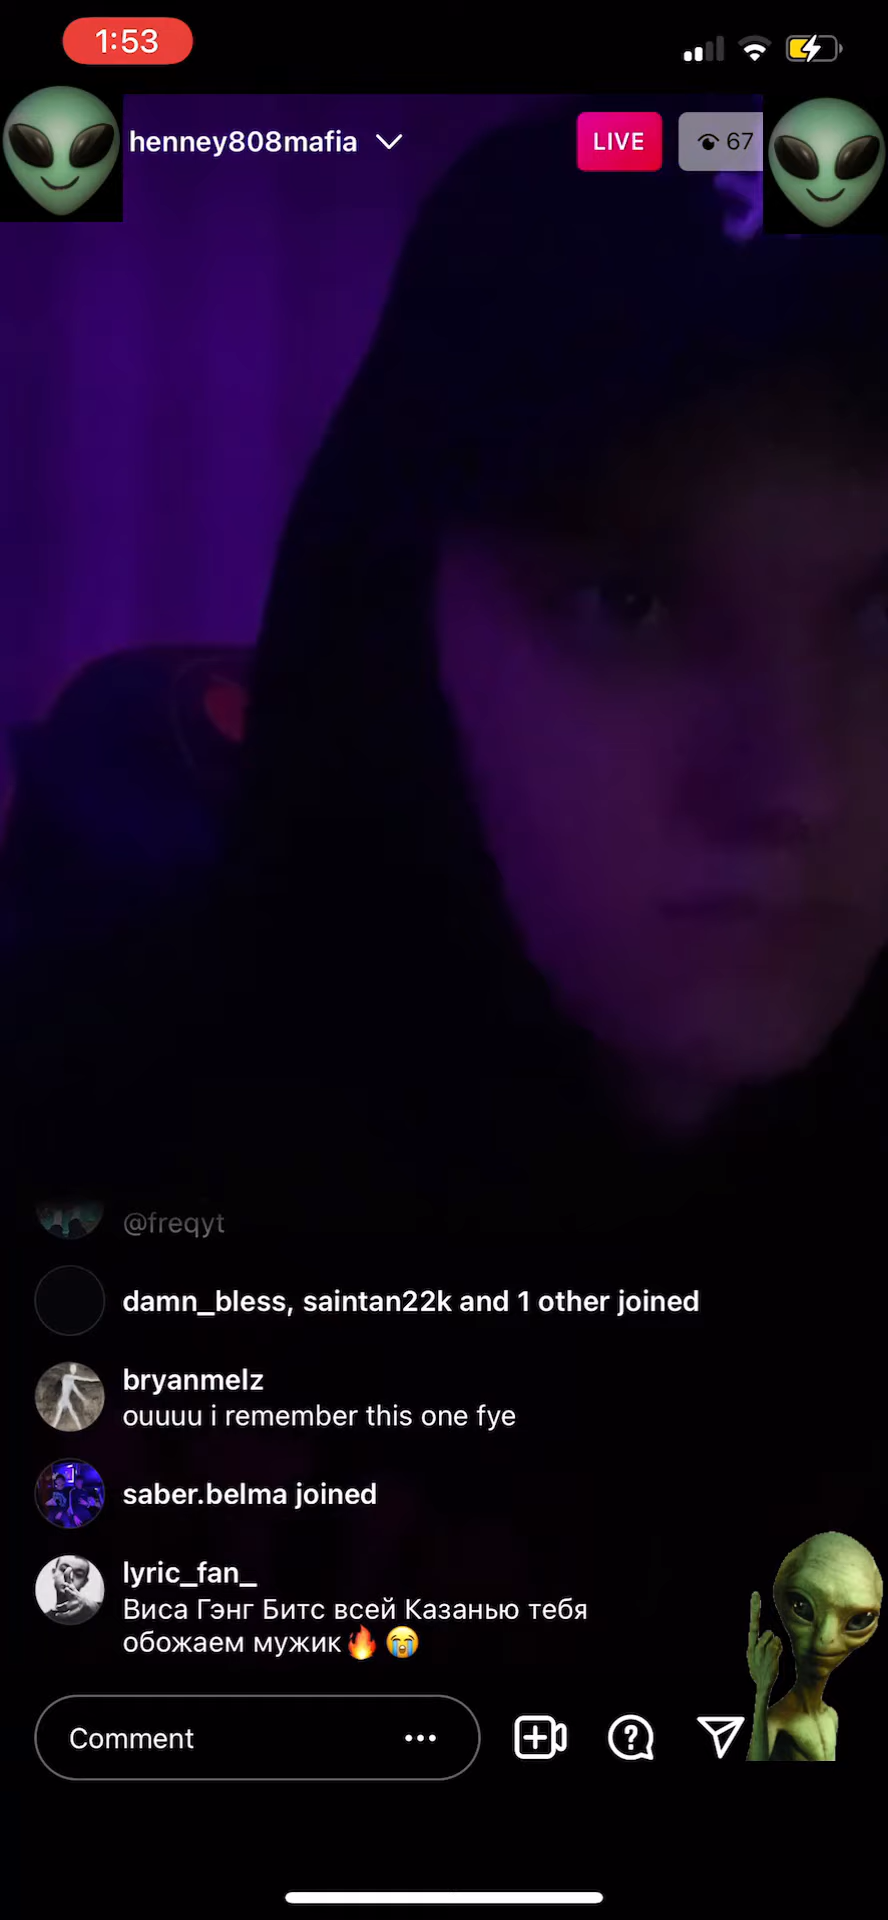 1:53
henney808mafia
LIVE
67
@freqyt
damn_bless, saintan22k and 1 other joined
bryanmelz
ouuuu i remember this one fye
saber.belma joined
lyric_fan_
Виса Гэнг Битс всей Казанью тебя
обожаем мужик🔥 😭
Comment